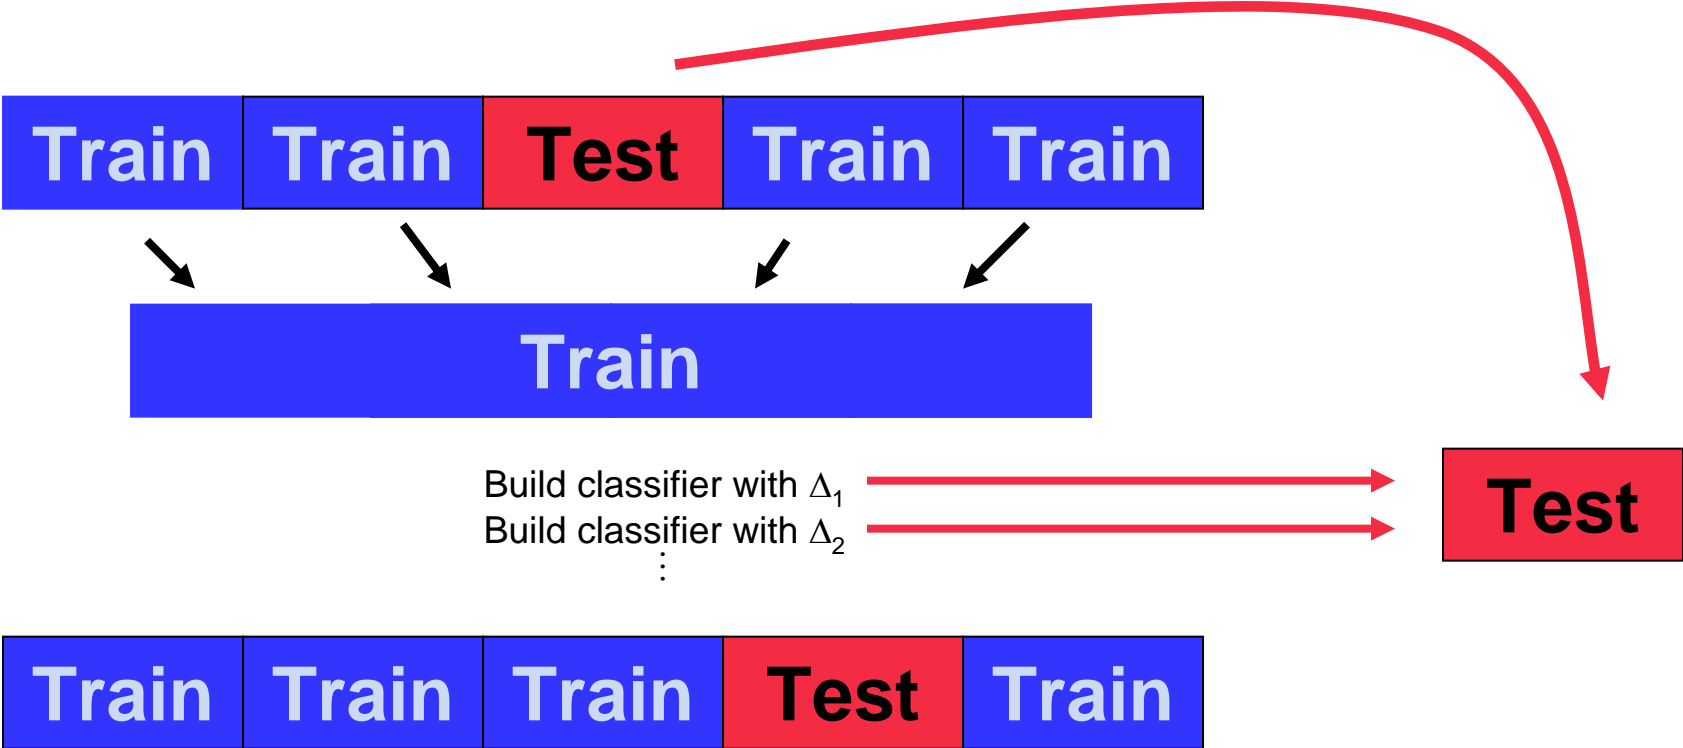 Train Train Test Train Train
Train
Build classifier with Δ₁
Build classifier with Δ₂
⋮
Test
Train Train Train Test Train